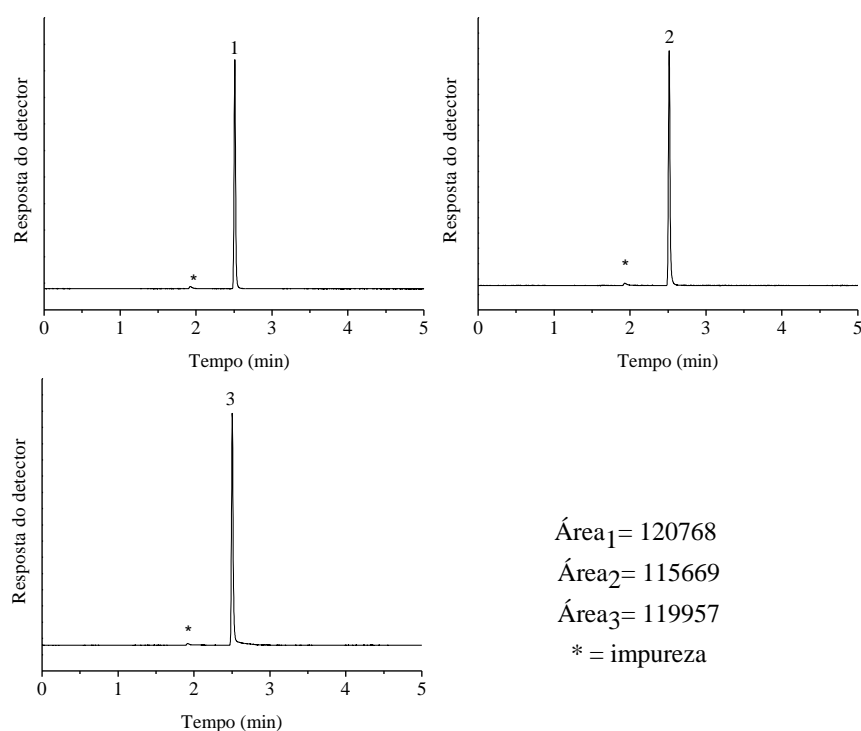 1
*
Resposta do detector
0 1 2 3 4 5
Tempo (min)
2
*
Resposta do detector
0 1 2 3 4 5
Tempo (min)
3
*
Resposta do detector
0 1 2 3 4 5
Tempo (min)
Área1= 120768
Área2= 115669
Área3= 119957
* = impureza